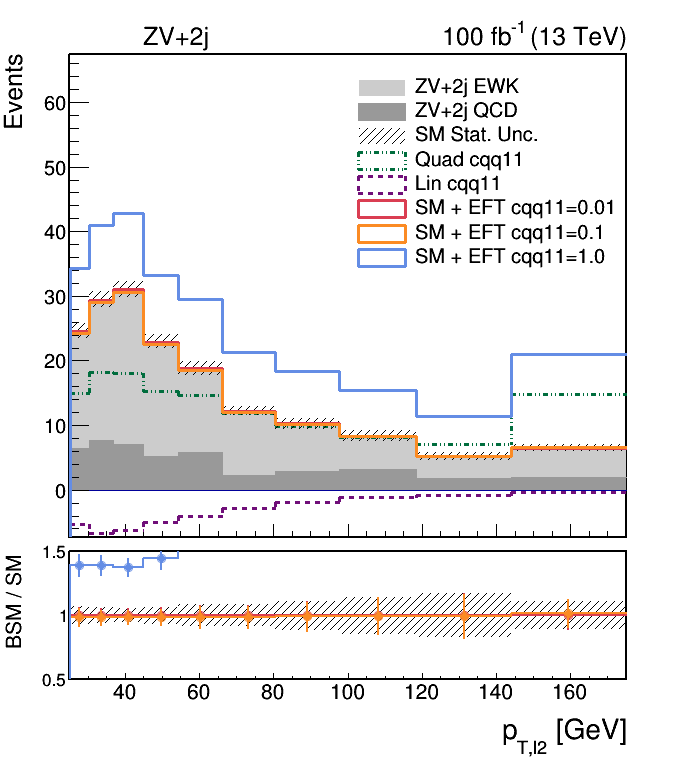 ZV+2j
100 fb-1 (13 TeV)
Events
60
50
40
30
20
10
0
ZV+2j EWK
ZV+2j QCD
SM Stat. Unc.
Quad cqq11
Lin cqq11
SM + EFT cqq11=0.01
SM + EFT cqq11=0.1
SM + EFT cqq11=1.0
BSM / SM
1.5
1
0.5
40 60 80 100 120 140 160
pT,l2 [GeV]